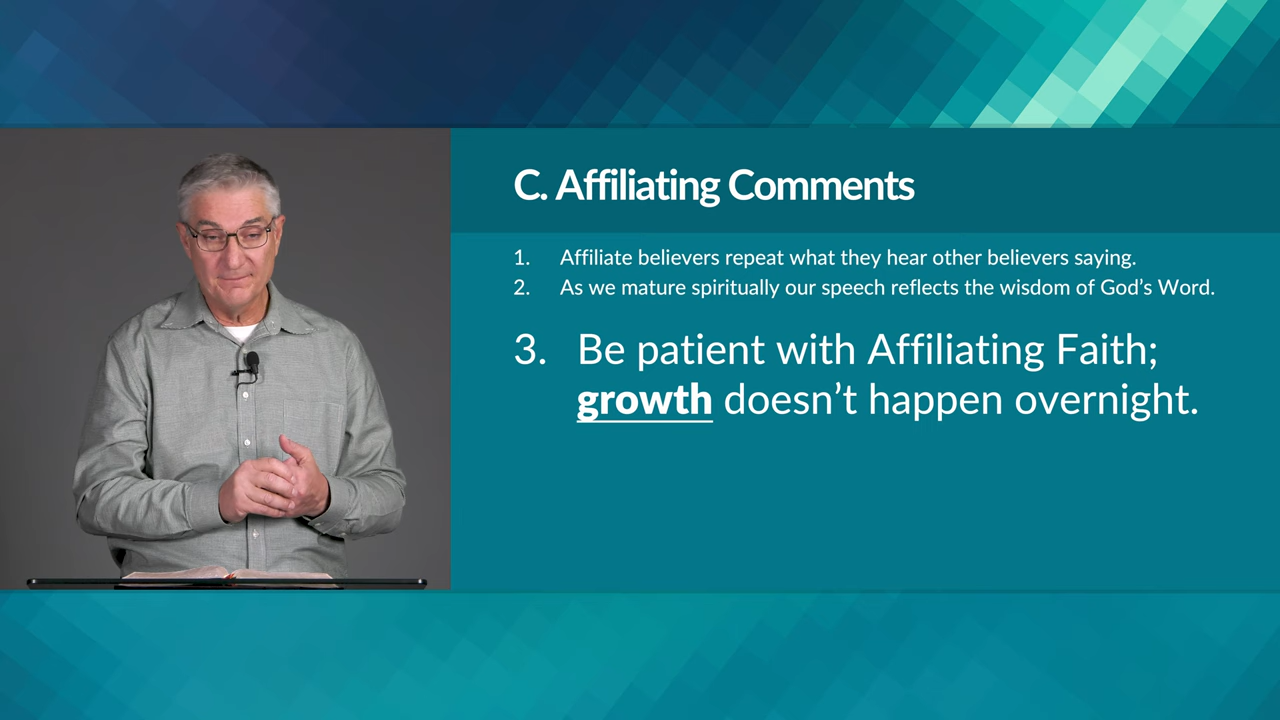 C. Affiliating Comments
1. Affiliate believers repeat what they hear other believers saying.
2. As we mature spiritually our speech reflects the wisdom of God’s Word.
3. Be patient with Affiliating Faith;
growth doesn’t happen overnight.